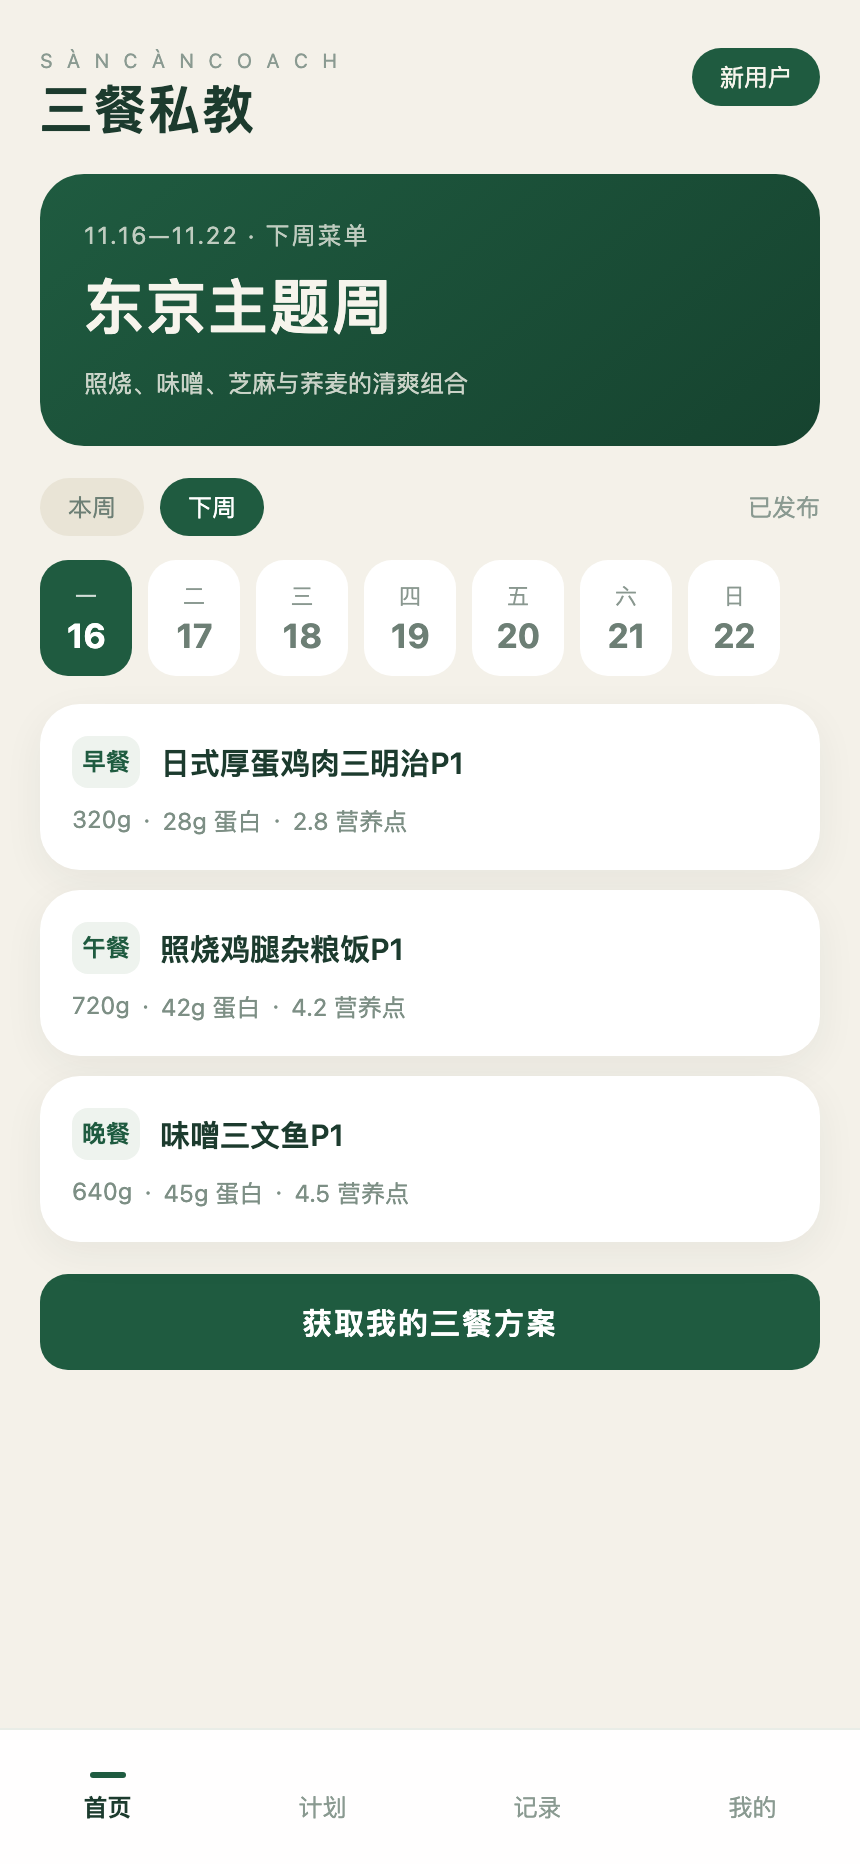 SÀNCÀNCOACH
三餐私教
新用户
11.16—11.22 · 下周菜单
东京主题周
照烧、味噌、芝麻与荞麦的清爽组合
本周 下周 已发布
一 二 三 四 五 六 日
16 17 18 19 20 21 22
早餐 日式厚蛋鸡肉三明治P1
320g · 28g 蛋白 · 2.8 营养点
午餐 照烧鸡腿杂粮饭P1
720g · 42g 蛋白 · 4.2 营养点
晚餐 味噌三文鱼P1
640g · 45g 蛋白 · 4.5 营养点
获取我的三餐方案
首页 计划 记录 我的